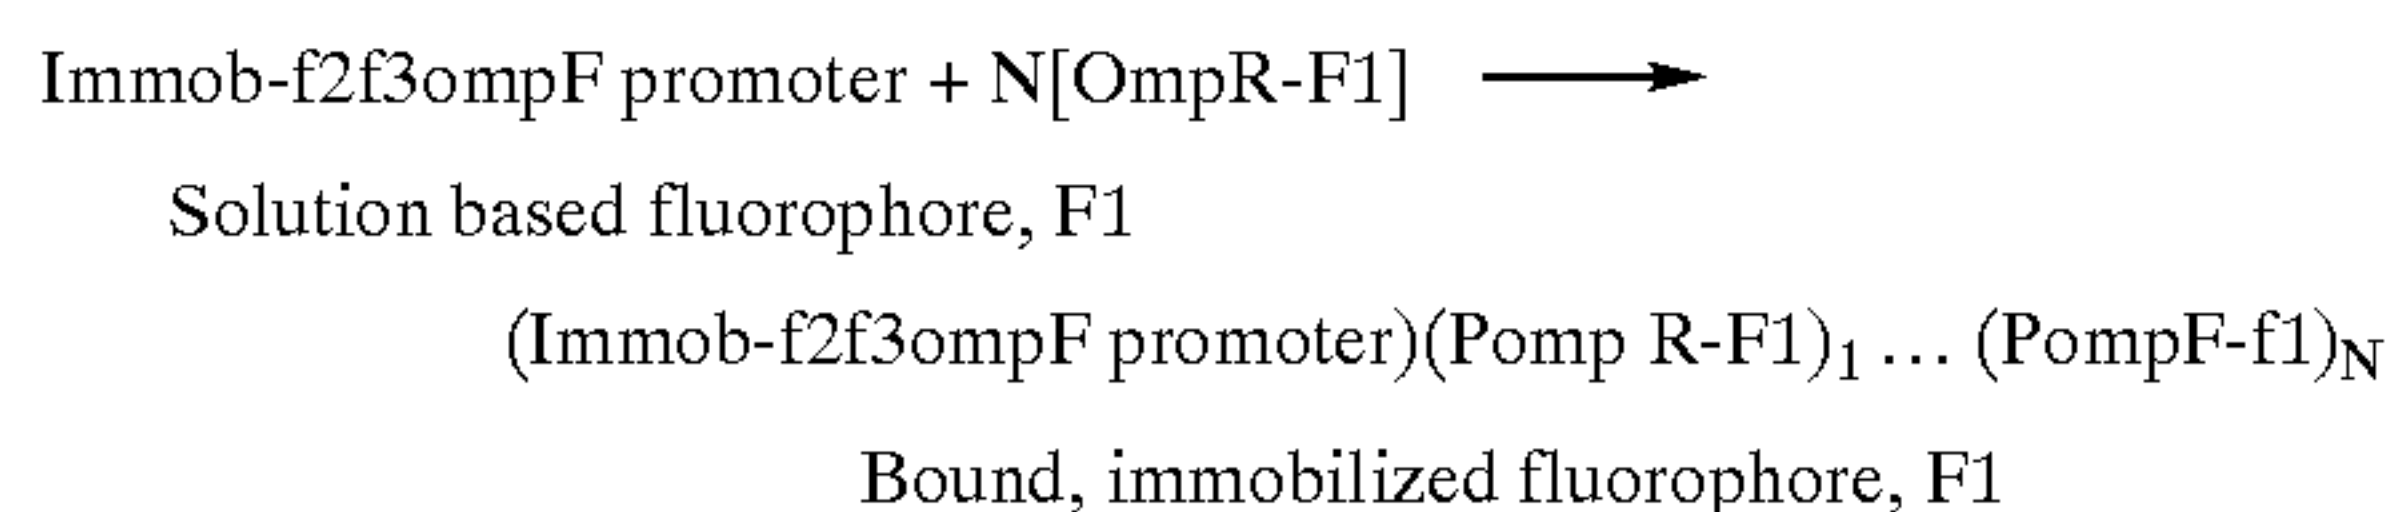 Immob-f2f3ompF promoter + N[OmpR-F1] ⟶
Solution based fluorophore, F1
(Immob-f2f3ompF promoter)(Pomp R-F1)₁ ... (PompF-f1)_N
Bound, immobilized fluorophore, F1